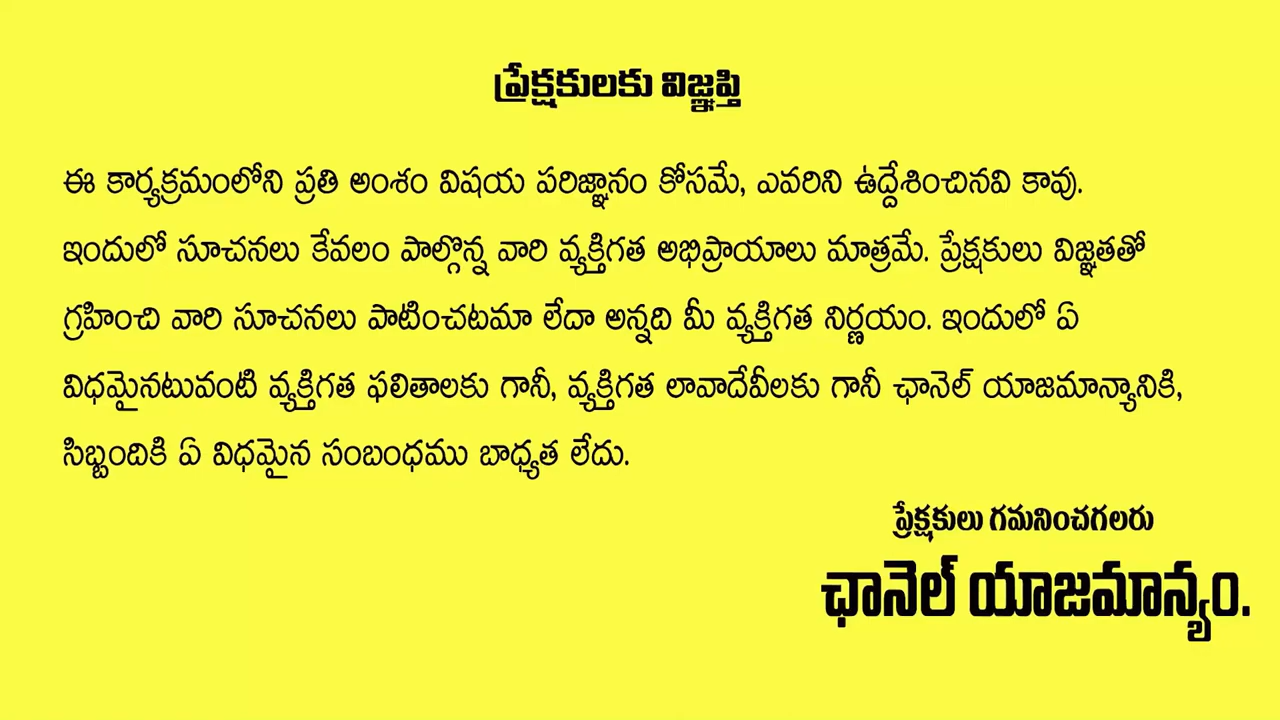 ప్రేక్షకులకు విజ్ఞప్తి
ఈ కార్యక్రమంలోని ప్రతి అంశం విషయ పరిజ్ఞానం కోసమే, ఎవరిని ఉద్దేశించినవి కావు.
ఇందులో సూచనలు కేవలం పాల్గొన్న వారి వ్యక్తిగత అభిప్రాయాలు మాత్రమే. ప్రేక్షకులు విజ్ఞతతో
గ్రహించి వారి సూచనలు పాటించటమా లేదా అన్నది మీ వ్యక్తిగత నిర్ణయం. ఇందులో ఏ
విధమైనటువంటి వ్యక్తిగత ఫలితాలకు గానీ, వ్యక్తిగత లావాదేవీలకు గానీ ఛానెల్ యాజమాన్యానికి,
సిబ్బందికి ఏ విధమైన సంబంధము బాధ్యత లేదు.
ప్రేక్షకులు గమనించగలరు
ఛానెల్ యాజమాన్యం.